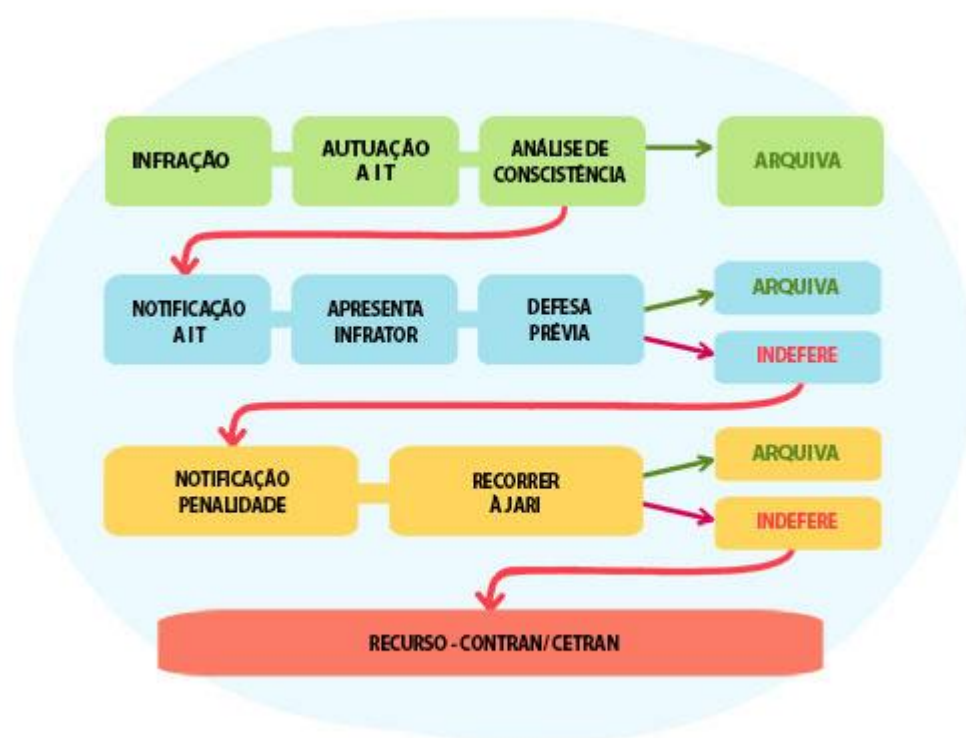 INFRAÇÃO
AUTUAÇÃO
A I T
ANÁLISE DE
CONSCISTÊNCIA
ARQUIVA
NOTIFICAÇÃO
A I T
APRESENTA
INFRATOR
DEFESA
PRÉVIA
ARQUIVA
INDEFERE
NOTIFICAÇÃO
PENALIDADE
RECORRER
À JARI
ARQUIVA
INDEFERE
RECURSO - CONTRAN/ CETRAN